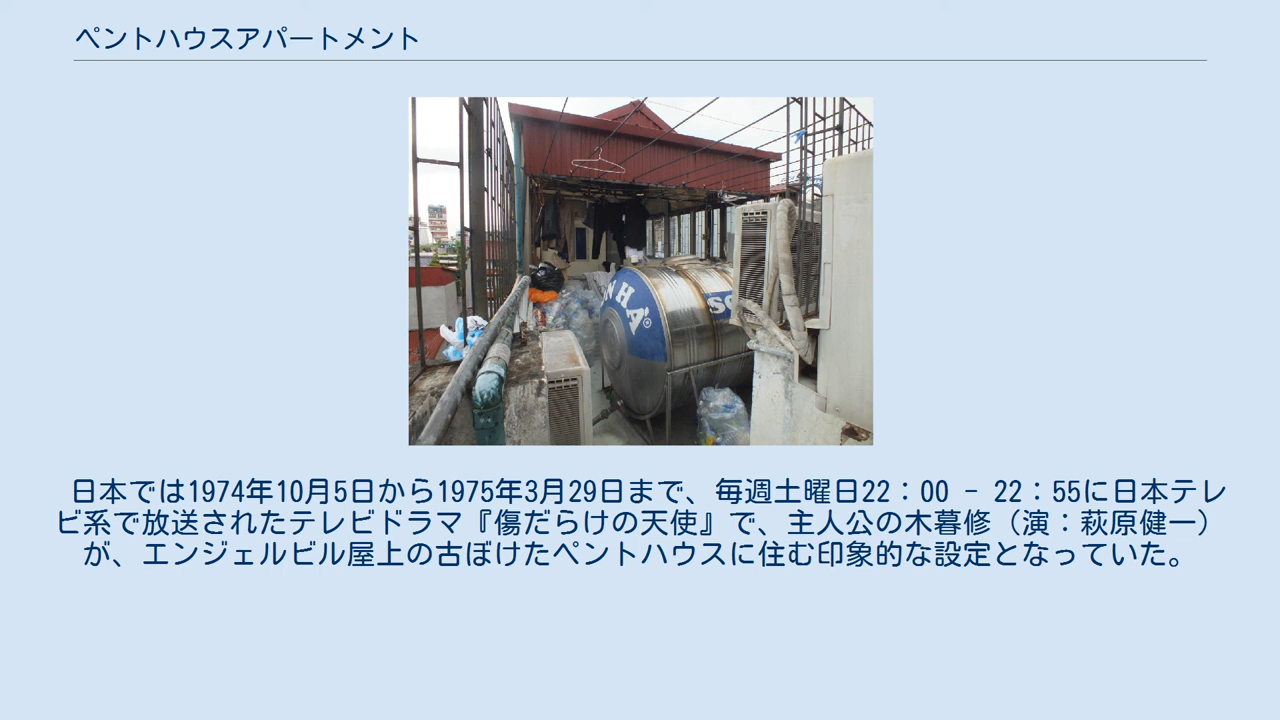 ペントハウスアパートメント
NHÀ®
日本では1974年10月5日から1975年3月29日まで、毎週土曜日22：00 - 22：55に日本テレ
ビ系で放送されたテレビドラマ『傷だらけの天使』で、主人公の木暮修（演：萩原健一）
が、エンジェルビル屋上の古ぼけたペントハウスに住む印象的な設定となっていた。